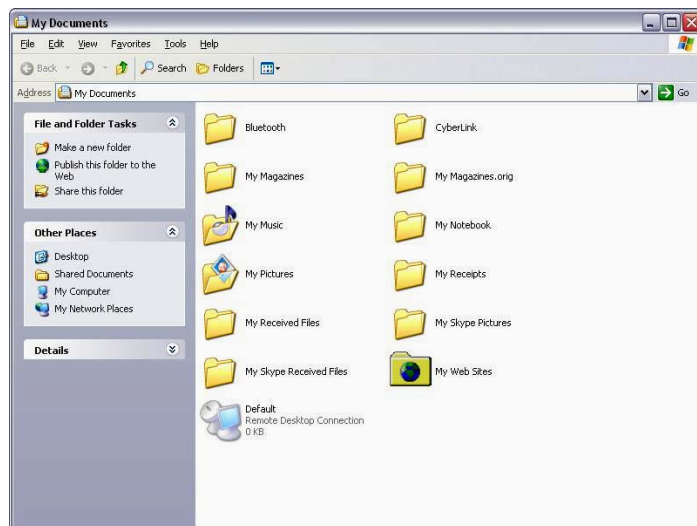 My Documents
File Edit View Favorites Tools Help
Back Search Folders
Address My Documents Go
File and Folder Tasks
Make a new folder
Publish this folder to the
Web
Share this folder
Other Places
Desktop
Shared Documents
My Computer
My Network Places
Details
Bluetooth CyberLink
My Magazines My Magazines.orig
My Music My Notebook
My Pictures My Receipts
My Received Files My Skype Pictures
My Skype Received Files My Web Sites
Default
Remote Desktop Connection
0 KB